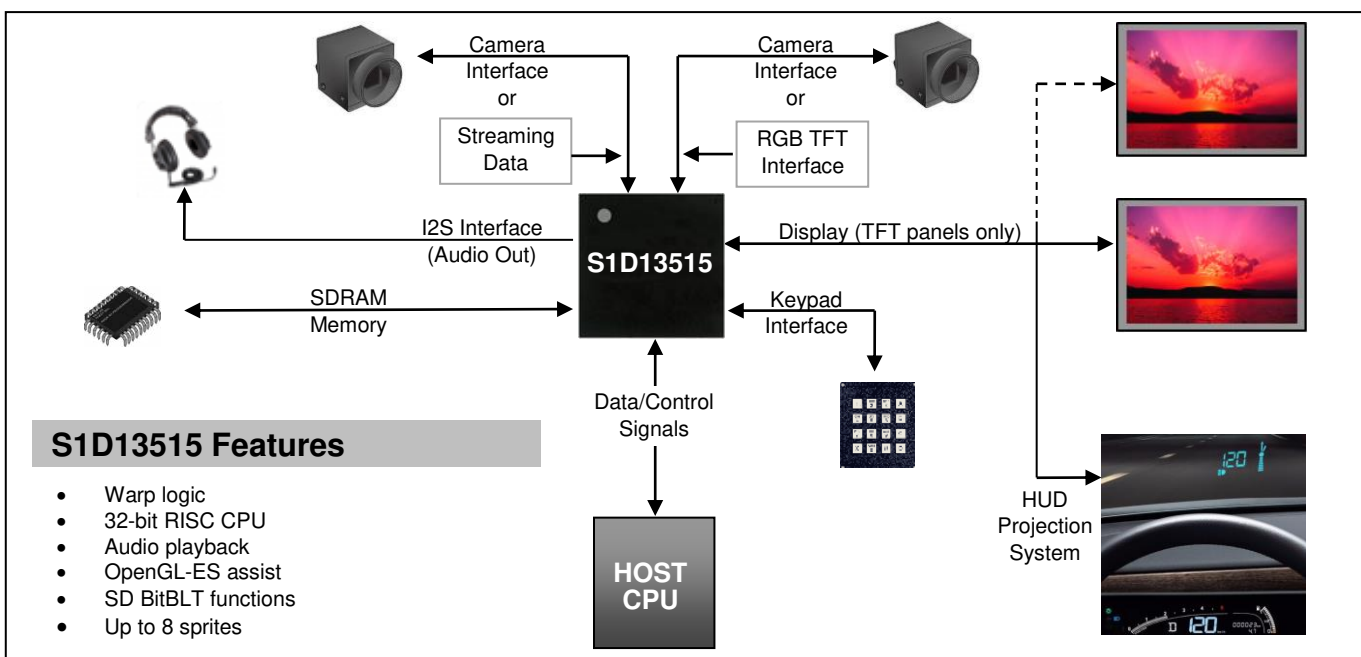 Camera
Interface
or
Streaming
Data
Camera
Interface
or
RGB TFT
Interface
I2S Interface
(Audio Out)
S1D13515
Display (TFT panels only)
SDRAM
Memory
Keypad
Interface
Data/Control
Signals
HOST
CPU
HUD
Projection
System
120
D 120
S1D13515 Features
• Warp logic
• 32-bit RISC CPU
• Audio playback
• OpenGL-ES assist
• SD BitBLT functions
• Up to 8 sprites